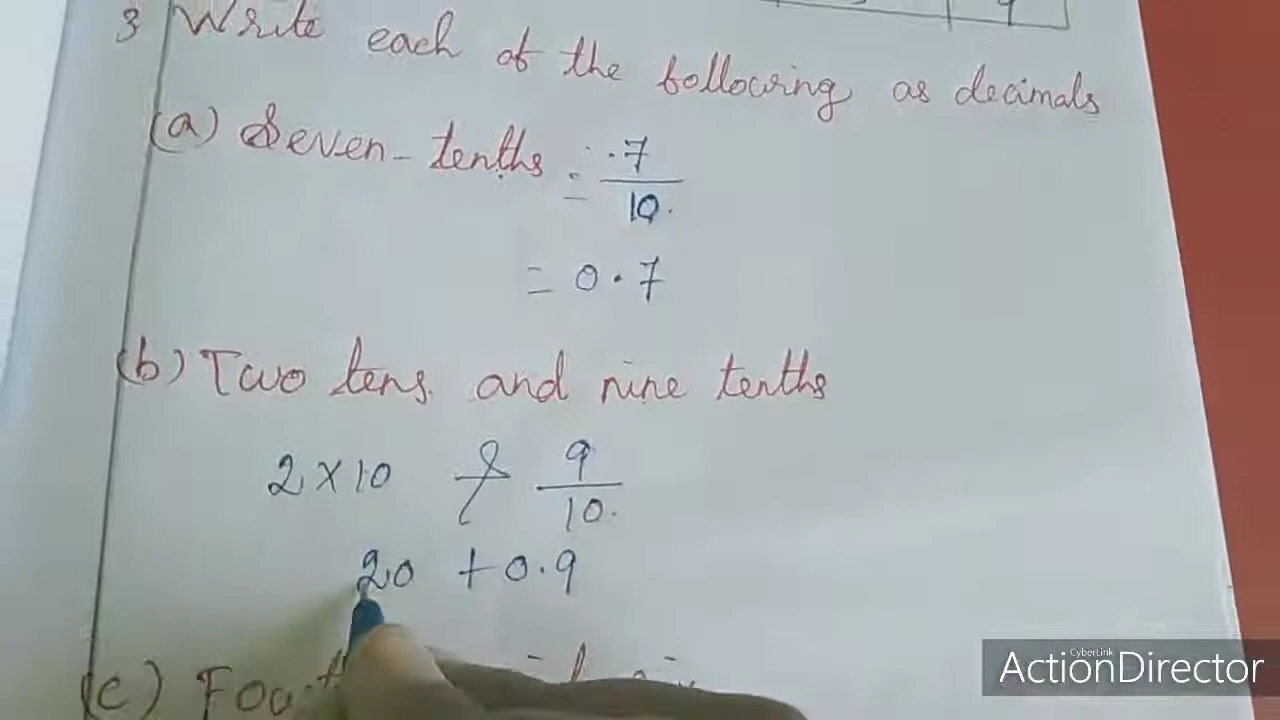 3 Write each of the following as decimals
(a) Seven-tenths = 7/10
= 0.7
(b) Two tens and nine tenths
2 × 10 & 9/10
20 + 0.9
(c)
CyberLink
ActionDirector